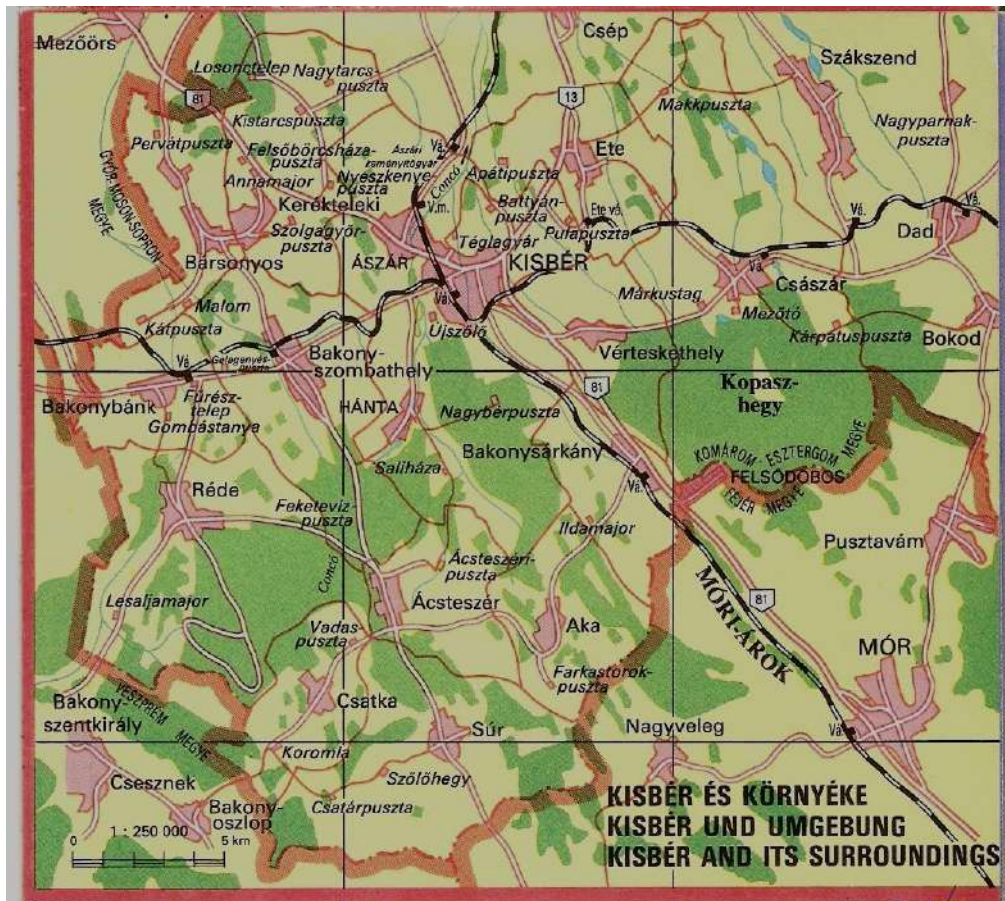 Mezőörs
Csép
Szákszend
Losonctelep
Nagytarcs-
puszta
81
13
Makkpuszta
Kistarcspuszta
Nagyparnak-
puszta
Pervátpuszta
Felsőbörcsháza-
puszta
Ászári
keményítőgyár
Vá.
Ete
Annamajor
Nyeszkenye-
puszta
Concó
Apátipuszta
GYŐR-MOSON-SOPRON
MEGYE
Kerékteleki
V.m.
Battyán-
puszta
Ete vá.
Vá.
Vá.
Szolgagyőr-
puszta
Téglagyár
Pulapuszta
Dad
Bársonyos
ÁSZÁR
KISBÉR
Vá.
Császár
Malom
Vá.
Márkustag
Mezőtó
Kátpuszta
Újszőlő
Kárpátuspuszta
Bokod
Vá.
Bakony-
szombathely
Vérteskethely
Bakonybánk
Fűrész-
telep
HÁNTA
81
Kopasz-
hegy
Gombástanya
Nagybérpuszta
Bakonysárkány
KOMÁROM-ESZTERGOM MEGYE
Saliháza
Vá.
FELSŐDOBOS
FEJÉR MEGYE
Réde
Feketevíz-
puszta
Ildamajor
Pusztavám
Concó
Ácsteszéri-
puszta
Lesaljamajor
Ácsteszér
81
MÓRI-ÁROK
Vadas-
puszta
Aka
MÓR
Farkastorok-
puszta
Bakony-
szentkirály
VESZPRÉM
MEGYE
Csatka
Súr
Nagyveleg
Vá.
Koromla
Csesznek
Szőlőhegy
Csatárpuszta
Bakony-
oszlop
KISBÉR ÉS KÖRNYÉKE
KISBÉR UND UMGEBUNG
KISBÉR AND ITS SURROUNDINGS
1 : 250 000
0
5 km